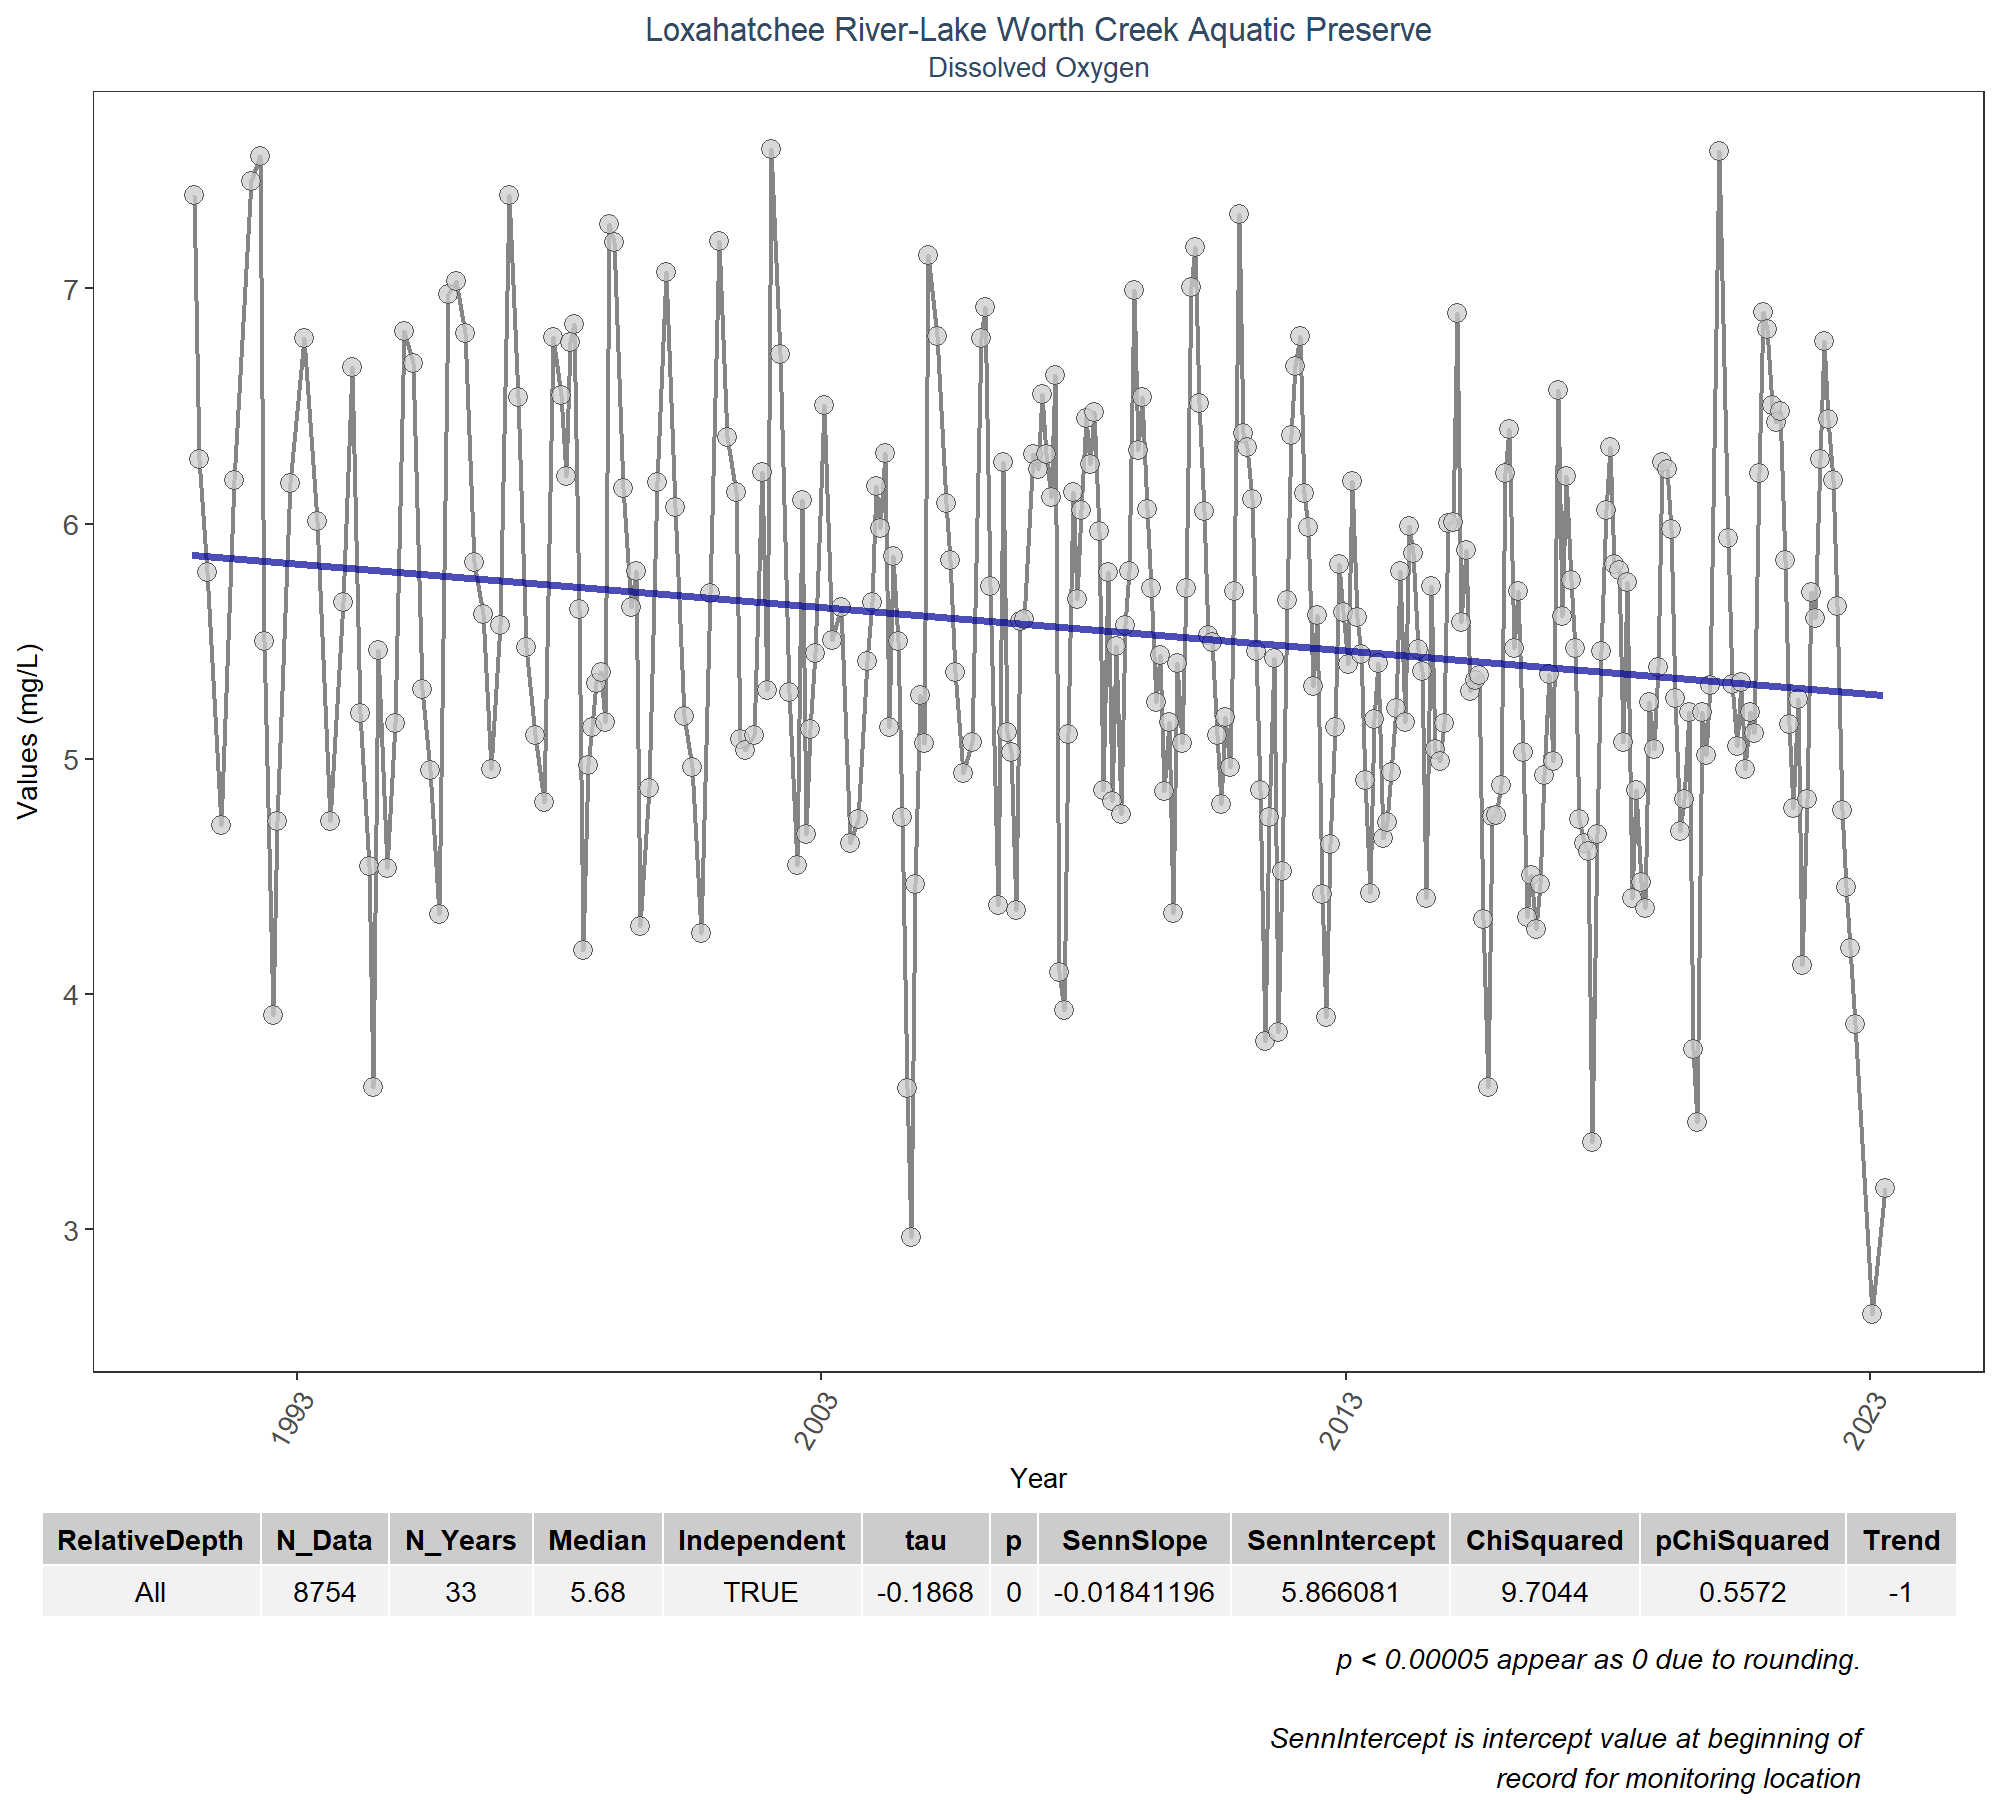 Loxahatchee River-Lake Worth Creek Aquatic Preserve
Dissolved Oxygen
Values (mg/L)
7
6
5
4
3
1993 2003 2013 2023
Year
RelativeDepth N_Data N_Years Median Independent tau p SennSlope SennIntercept ChiSquared pChiSquared Trend
All 8754 33 5.68 TRUE -0.1868 0 -0.01841196 5.866081 9.7044 0.5572 -1
p < 0.00005 appear as 0 due to rounding.
SennIntercept is intercept value at beginning of
record for monitoring location